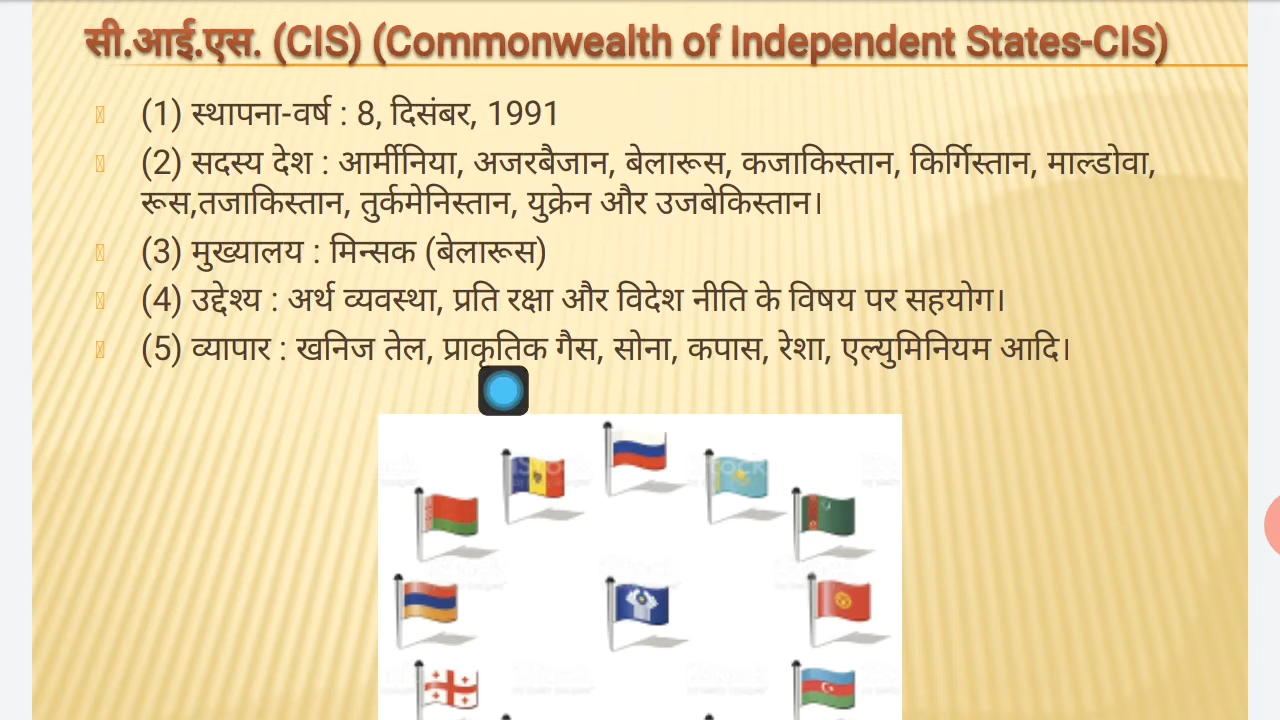 सी.आई.एस. (CIS) (Commonwealth of Independent States-CIS)
(1) स्थापना-वर्ष : 8, दिसंबर, 1991
(2) सदस्य देश : आर्मीनिया, अजरबैजान, बेलारूस, कजाकिस्तान, किर्गिस्तान, माल्डोवा,
रूस,तजाकिस्तान, तुर्कमेनिस्तान, युक्रेन और उजबेकिस्तान।
(3) मुख्यालय : मिन्सक (बेलारूस)
(4) उद्देश्य : अर्थ व्यवस्था, प्रति रक्षा और विदेश नीति के विषय पर सहयोग।
(5) व्यापार : खनिज तेल, प्राकृतिक गैस, सोना, कपास, रेशा, एल्युमिनियम आदि।